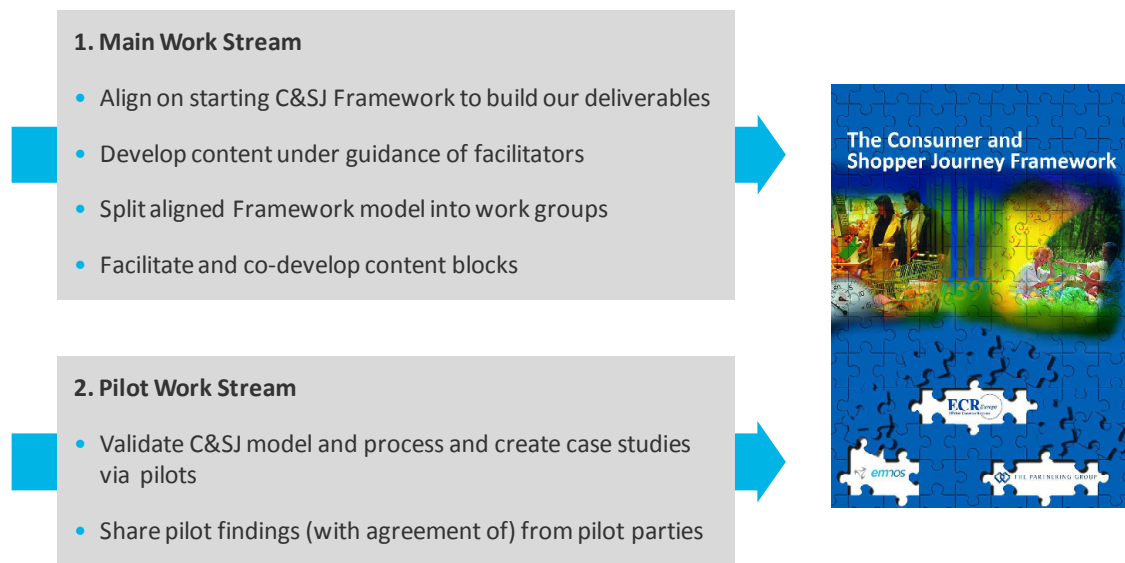 1. Main Work Stream
• Align on starting C&SJ Framework to build our deliverables
• Develop content under guidance of facilitators
• Split aligned Framework model into work groups
• Facilitate and co-develop content blocks
2. Pilot Work Stream
• Validate C&SJ model and process and create case studies
via pilots
• Share pilot findings (with agreement of) from pilot parties
The Consumer and
Shopper Journey Framework
ECR Europe
emnos
THE PARTNERING GROUP